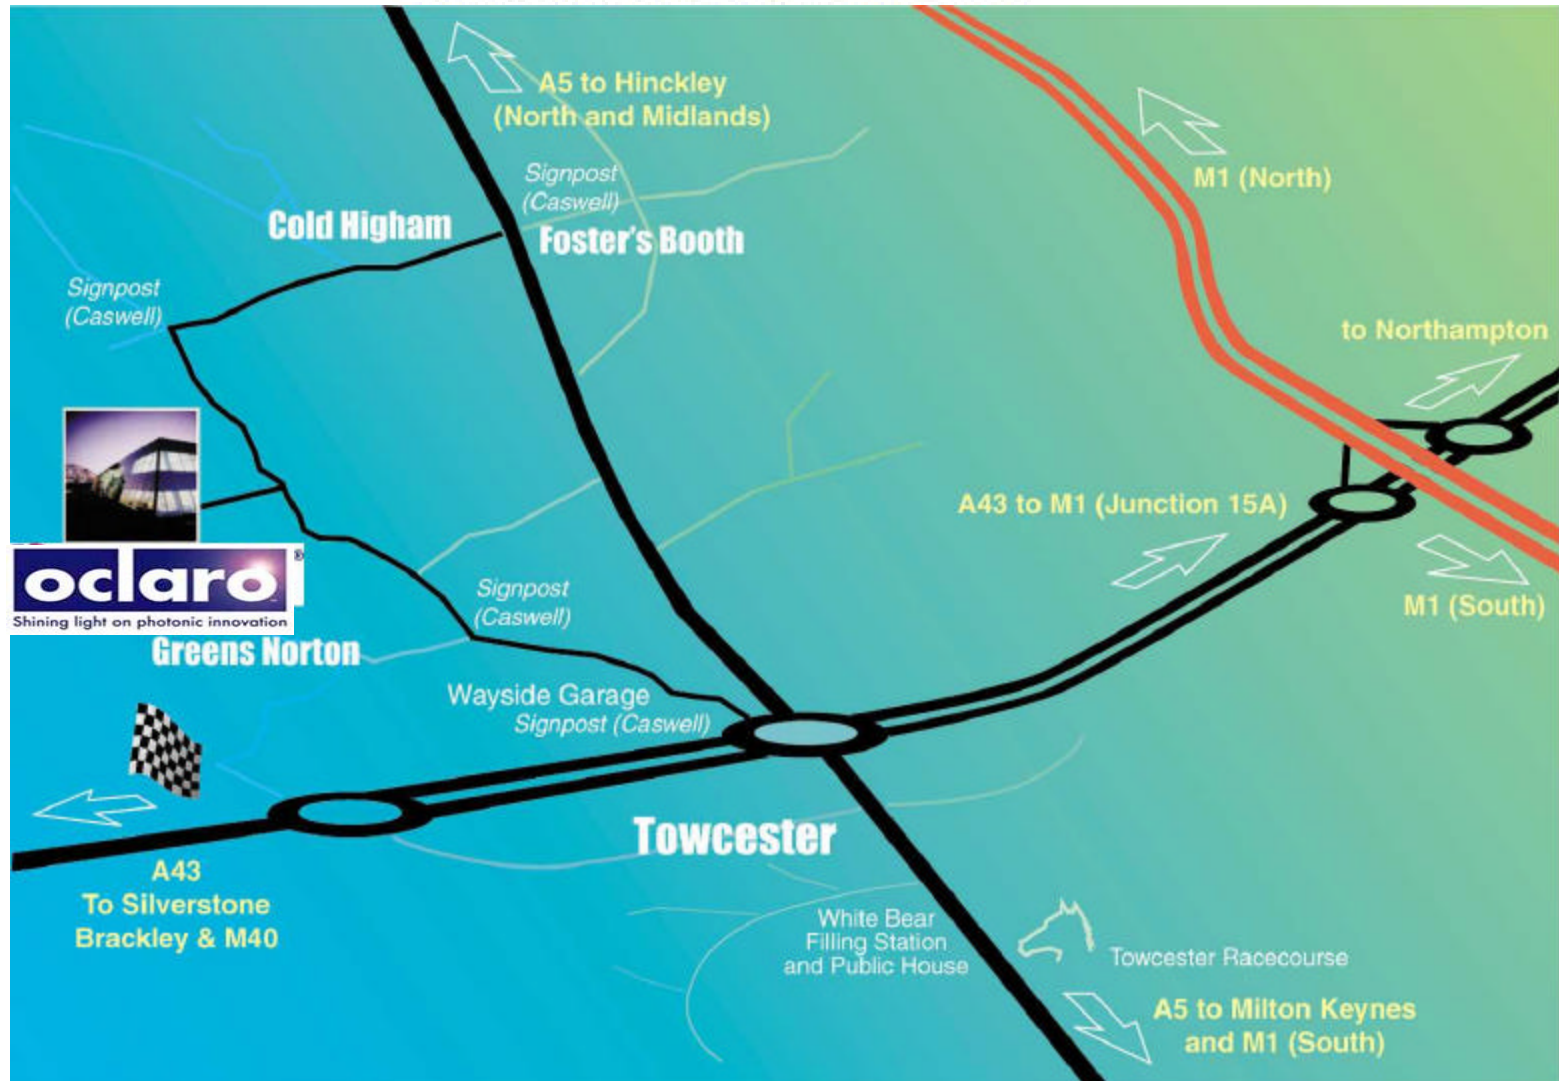 A5 to Hinckley
(North and Midlands)
M1 (North)
Signpost
(Caswell)
Cold Higham
Foster's Booth
Signpost
(Caswell)
to Northampton
A43 to M1 (Junction 15A)
oclaro
®
Shining light on photonic innovation
Signpost
(Caswell)
M1 (South)
Greens Norton
Wayside Garage
Signpost (Caswell)
Towcester
A43
To Silverstone
Brackley & M40
White Bear
Filling Station
and Public House
Towcester Racecourse
A5 to Milton Keynes
and M1 (South)